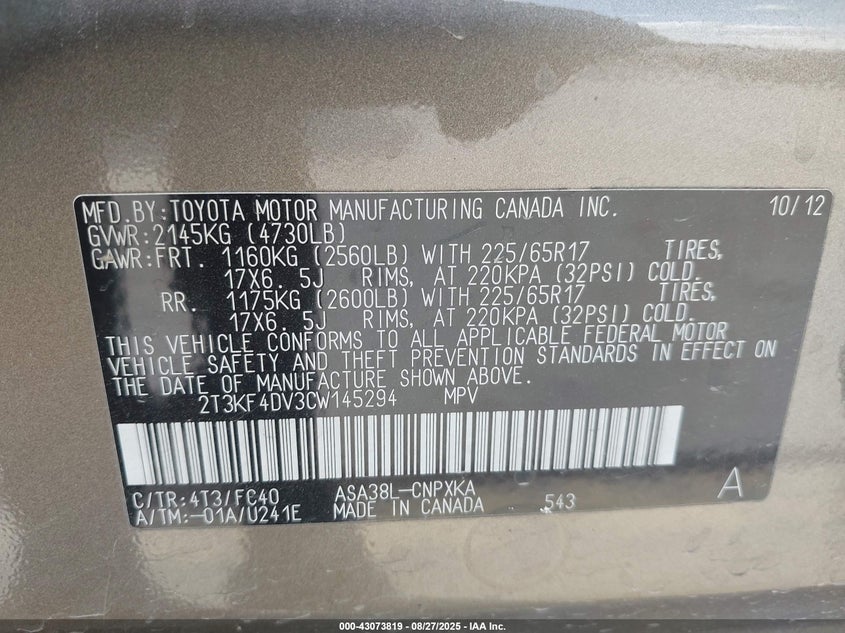 MFD.BY:TOYOTA MOTOR MANUFACTURING CANADA INC. 10/12
GVWR:2145KG (4730LB)
GAWR:FRT. 1160KG (2560LB) WITH 225/65R17 TIRES,
17X6. 5J RIMS, AT 220KPA (32PSI) COLD.
RR. 1175KG (2600LB) WITH 225/65R17 TIRES,
17X6. 5J RIMS, AT 220KPA (32PSI) COLD.
THIS VEHICLE CONFORMS TO ALL APPLICABLE FEDERAL MOTOR
VEHICLE SAFETY AND THEFT PREVENTION STANDARDS IN EFFECT ON
THE DATE OF MANUFACTURE SHOWN ABOVE.
2T3KF4DV3CW145294 MPV
C/TR:4T3/FC40 ASA38L-CNPXKA A
A/TM:-01A/U241E MADE IN CANADA 543
000-43073819 | 08/27/2025 - IAA Inc.